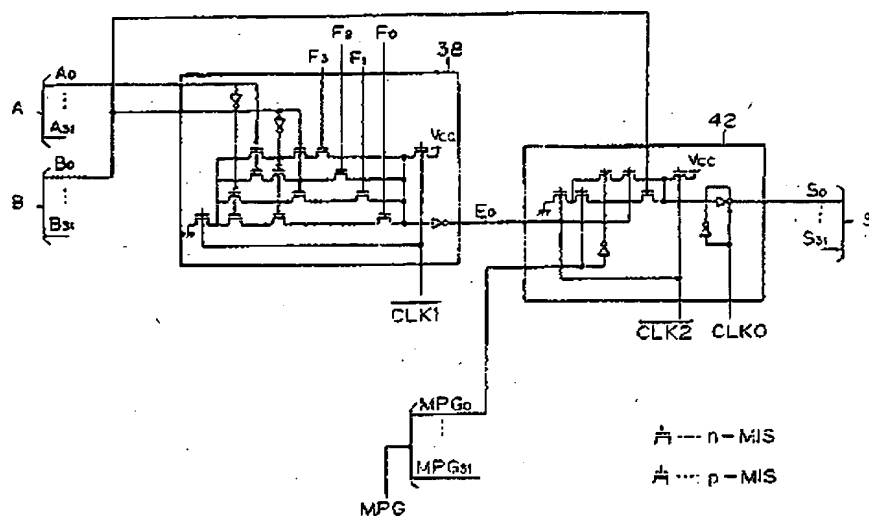 F2 F0
F3 F1 38
A0
A
A31
VCC
42
B0
B
B31
VCC
E0
S0
S
S31
CLK1
CLK2 CLK0
MPG0
MPG31
MPG
n-MIS
p-MIS